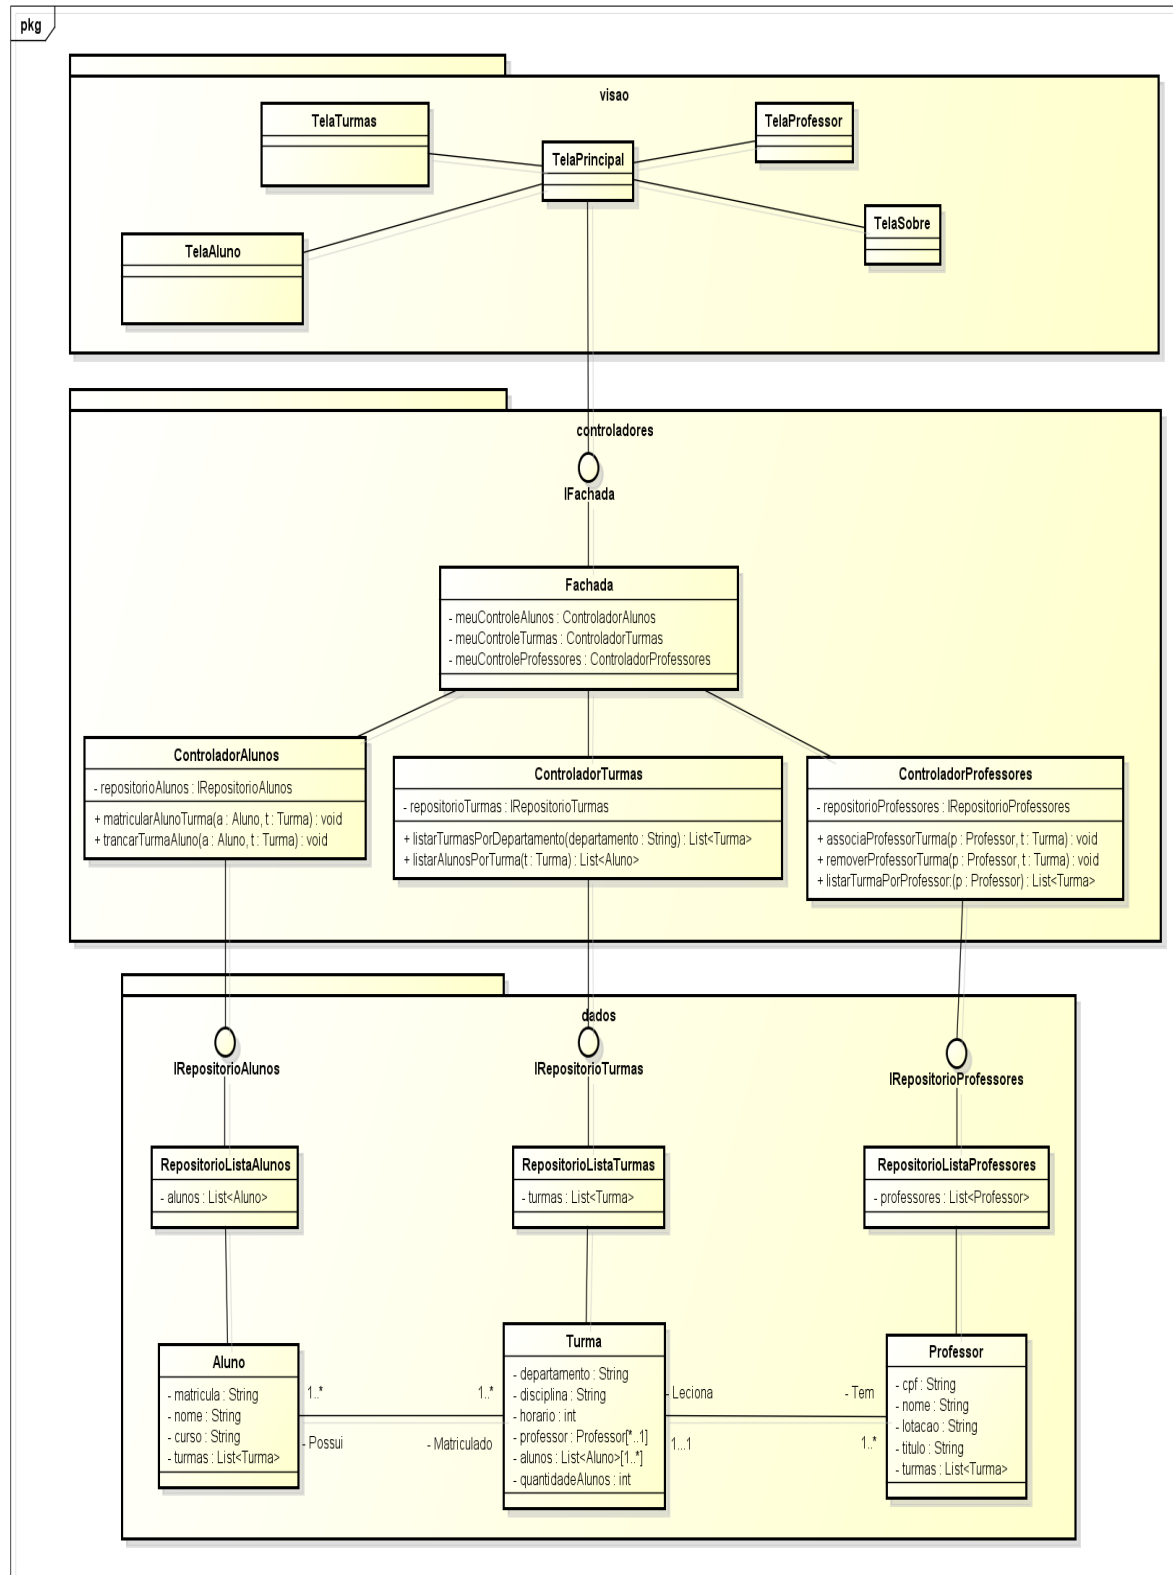 pkg
visao
TelaTurmas
TelaProfessor
TelaPrincipal
TelaSobre
TelaAluno
controladores
IFachada
Fachada
- meuControleAlunos : ControladorAlunos
- meuControleTurmas : ControladorTurmas
- meuControleProfessores : ControladorProfessores
ControladorAlunos
- repositorioAlunos : IRepositorioAlunos
+ matricularAlunoTurma(a : Aluno, t : Turma) : void
+ trancarTurmaAluno(a : Aluno, t : Turma) : void
ControladorTurmas
- repositorioTurmas : IRepositorioTurmas
+ listarTurmasPorDepartamento(departamento : String) : List<Turma>
+ listarAlunosPorTurma(t : Turma) : List<Aluno>
ControladorProfessores
- repositorioProfessores : IRepositorioProfessores
+ associaProfessorTurma(p : Professor, t : Turma) : void
+ removerProfessorTurma(p : Professor, t : Turma) : void
+ listarTurmaPorProfessor:(p : Professor) : List<Turma>
dados
IRepositorioAlunos
IRepositorioTurmas
IRepositorioProfessores
RepositorioListaAlunos
- alunos : List<Aluno>
RepositorioListaTurmas
- turmas : List<Turma>
RepositorioListaProfessores
- professores : List<Professor>
Aluno
- matricula : String
- nome : String
- curso : String
- turmas : List<Turma>
1..*
- Possui
1..*
- Matriculado
Turma
- departamento : String
- disciplina : String
- horario : int
- professor : Professor[*..1]
- alunos : List<Aluno>[1..*]
- quantidadeAlunos : int
- Leciona
1...1
- Tem
1..*
Professor
- cpf : String
- nome : String
- lotacao : String
- titulo : String
- turmas : List<Turma>